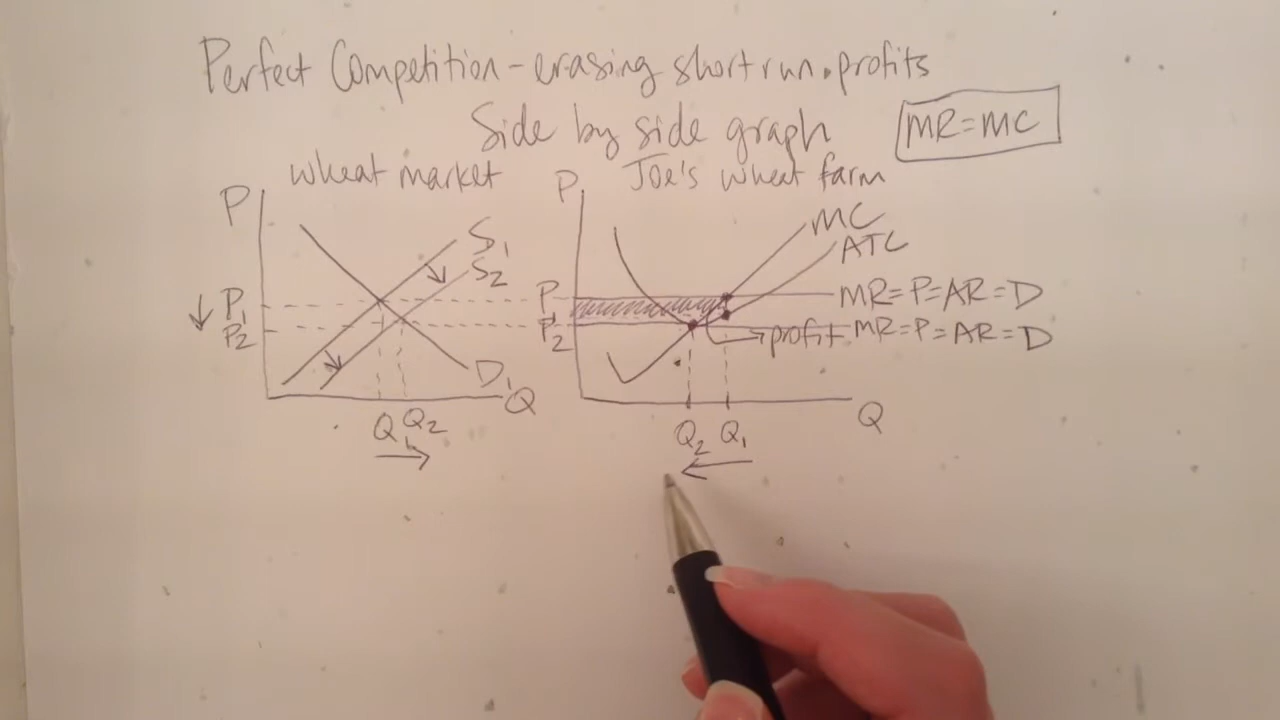 Perfect Competition - erasing short run profits
Side by side graph
MR=MC
wheat market
Joe's wheat farm
P
S1
S2
P1
P2
D1
Q
Q1 Q2
P
MC
ATC
P1
MR=P=AR=D
P2
profit
MR=P=AR=D
Q2 Q1
Q